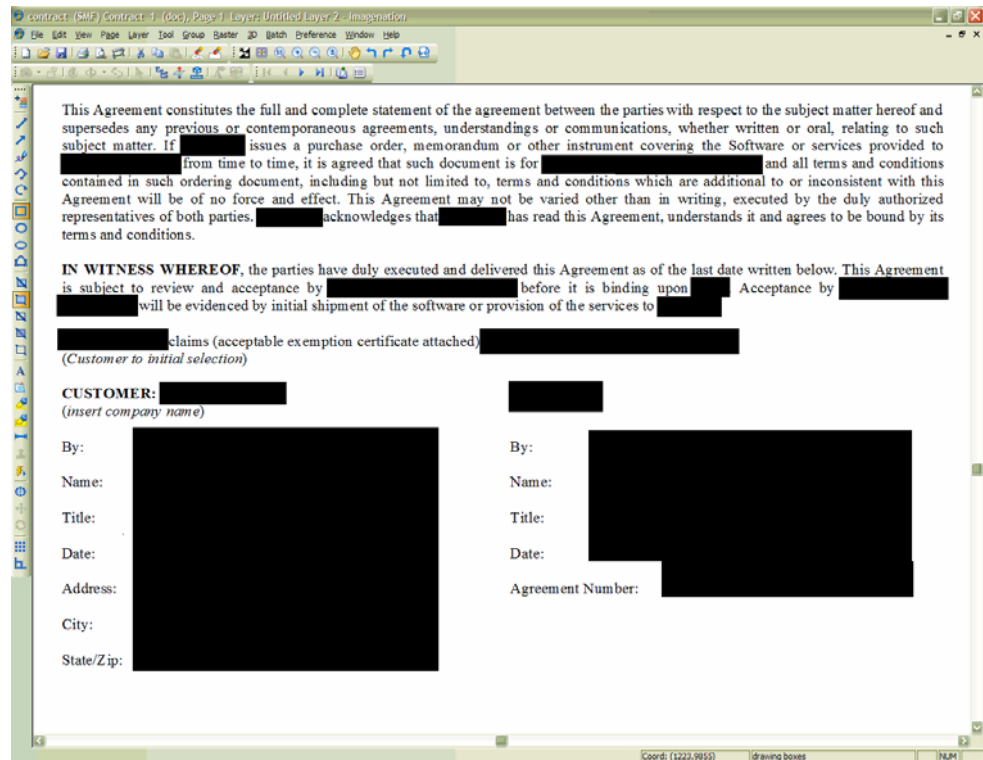 contract (SMF) Contract 1 (doc), Page 1 Layer: Untitled Layer 2 - Imagenation
File Edit View Page Layer Tool Group Raster 3D Batch Preference Window Help
This Agreement constitutes the full and complete statement of the agreement between the parties with respect to the subject matter hereof and
supersedes any previous or contemporaneous agreements, understandings or communications, whether written or oral, relating to such
subject matter. If issues a purchase order, memorandum or other instrument covering the Software or services provided to
from time to time, it is agreed that such document is for and all terms and conditions
contained in such ordering document, including but not limited to, terms and conditions which are additional to or inconsistent with this
Agreement will be of no force and effect. This Agreement may not be varied other than in writing, executed by the duly authorized
representatives of both parties. acknowledges that has read this Agreement, understands it and agrees to be bound by its
terms and conditions.
IN WITNESS WHEREOF, the parties have duly executed and delivered this Agreement as of the last date written below. This Agreement
is subject to review and acceptance by before it is binding upon . Acceptance by
will be evidenced by initial shipment of the software or provision of the services to
claims (acceptable exemption certificate attached)
(Customer to initial selection)
CUSTOMER:
(insert company name)
By:
Name:
Title:
Date:
Address:
City:
State/Zip:
By:
Name:
Title:
Date:
Agreement Number:
Coord: (1223,9855) drawing boxes NUM